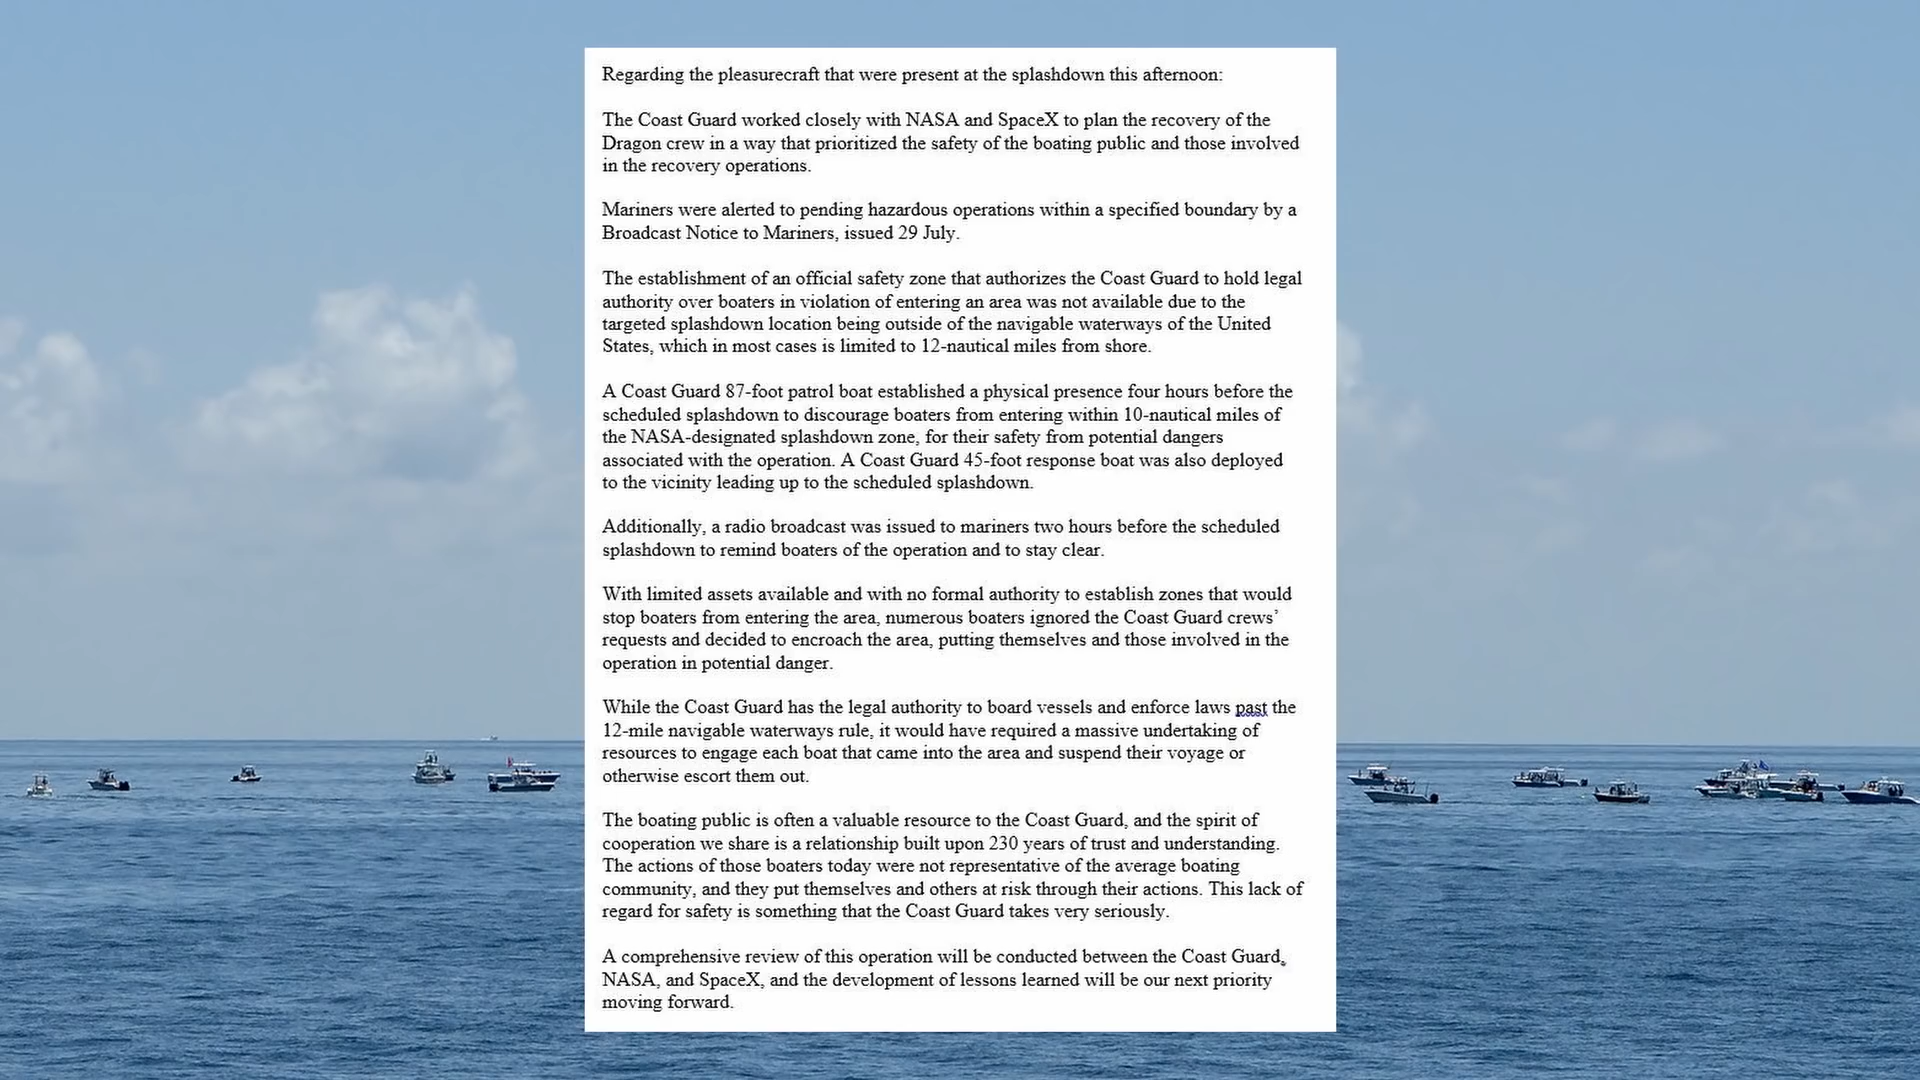 Regarding the pleasurecraft that were present at the splashdown this afternoon:
The Coast Guard worked closely with NASA and SpaceX to plan the recovery of the
Dragon crew in a way that prioritized the safety of the boating public and those involved
in the recovery operations.
Mariners were alerted to pending hazardous operations within a specified boundary by a
Broadcast Notice to Mariners, issued 29 July.
The establishment of an official safety zone that authorizes the Coast Guard to hold legal
authority over boaters in violation of entering an area was not available due to the
targeted splashdown location being outside of the navigable waterways of the United
States, which in most cases is limited to 12-nautical miles from shore.
A Coast Guard 87-foot patrol boat established a physical presence four hours before the
scheduled splashdown to discourage boaters from entering within 10-nautical miles of
the NASA-designated splashdown zone, for their safety from potential dangers
associated with the operation. A Coast Guard 45-foot response boat was also deployed
to the vicinity leading up to the scheduled splashdown.
Additionally, a radio broadcast was issued to mariners two hours before the scheduled
splashdown to remind boaters of the operation and to stay clear.
With limited assets available and with no formal authority to establish zones that would
stop boaters from entering the area, numerous boaters ignored the Coast Guard crews’
requests and decided to encroach the area, putting themselves and those involved in the
operation in potential danger.
While the Coast Guard has the legal authority to board vessels and enforce laws past the
12-mile navigable waterways rule, it would have required a massive undertaking of
resources to engage each boat that came into the area and suspend their voyage or
otherwise escort them out.
The boating public is often a valuable resource to the Coast Guard, and the spirit of
cooperation we share is a relationship built upon 230 years of trust and understanding.
The actions of those boaters today were not representative of the average boating
community, and they put themselves and others at risk through their actions. This lack of
regard for safety is something that the Coast Guard takes very seriously.
A comprehensive review of this operation will be conducted between the Coast Guard,
NASA, and SpaceX, and the development of lessons learned will be our next priority
moving forward.